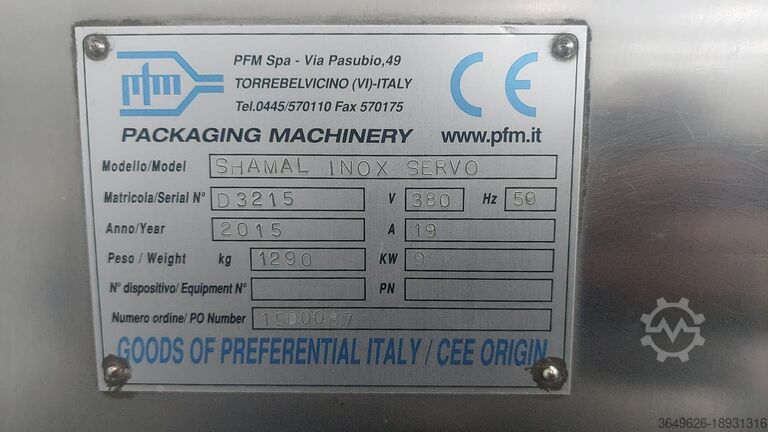 pfm
PFM Spa - Via Pasubio,49
TORREBELVICINO (VI)-ITALY
Tel.0445/570110 Fax 570175
CE
PACKAGING MACHINERY www.pfm.it
Modello/Model SHAMAL INOX SERVO
Matricola/Serial N° D3215 V 380 Hz 50
Anno/Year 2015 A 19
Peso / Weight kg 1290 KW 9
N° dispositivo/ Equipment N° PN
Numero ordine/ PO Number
GOODS OF PREFERENTIAL ITALY / CEE ORIGIN
3649626-18931316